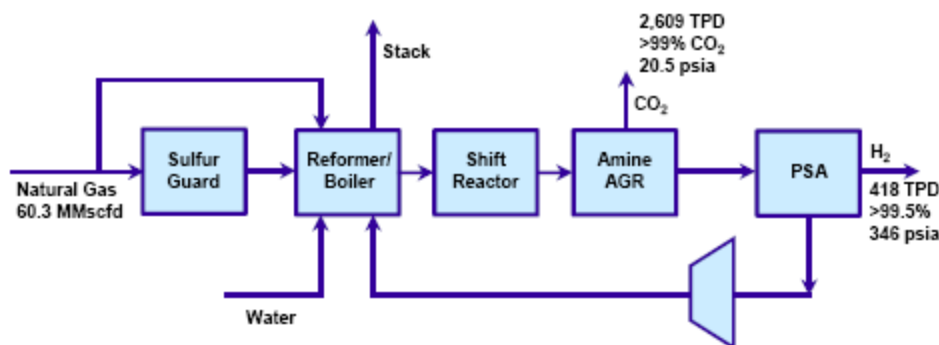 2,609 TPD
>99% CO₂
20.5 psia
Stack
CO₂
Sulfur
Guard
Reformer/
Boiler
Shift
Reactor
Amine
AGR
PSA
H₂
Natural Gas
60.3 MMscfd
418 TPD
>99.5%
346 psia
Water